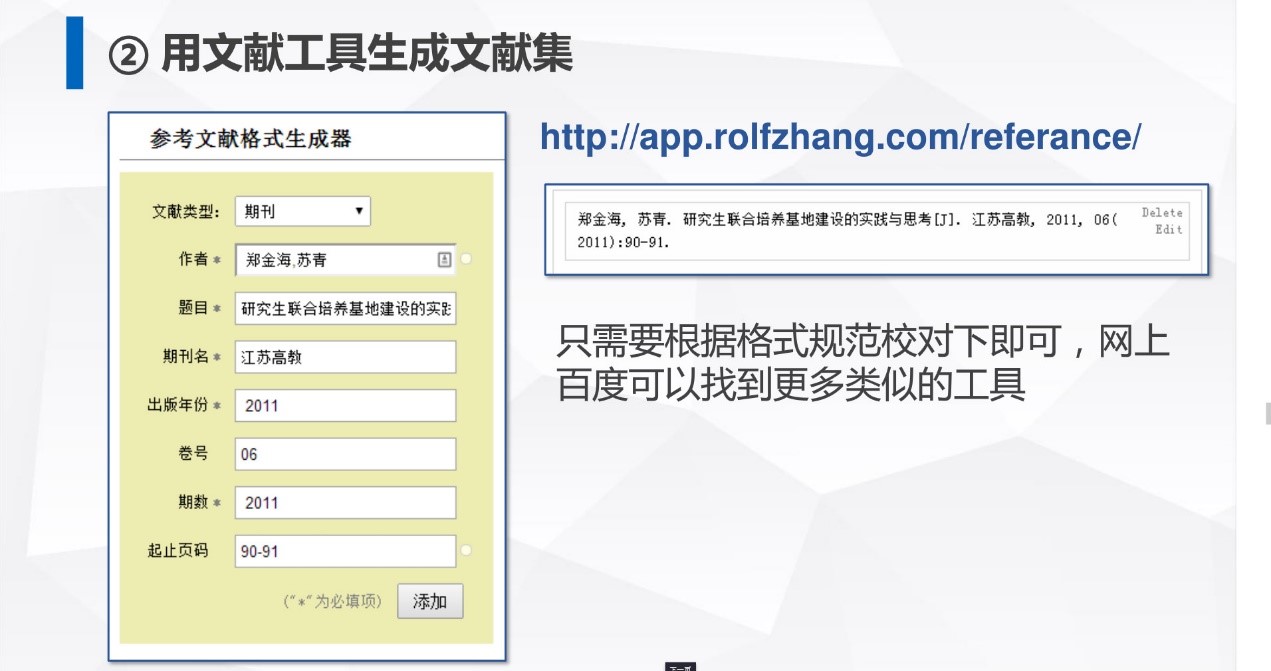 ② 用文献工具生成文献集
参考文献格式生成器
文献类型: 期刊
作者 * 郑金海,苏青
题目 * 研究生联合培养基地建设的实践
期刊名 * 江苏高教
出版年份 * 2011
卷号 06
期数 * 2011
起止页码 90-91
("*"为必填项) 添加
http://app.rolfzhang.com/referance/
郑金海, 苏青. 研究生联合培养基地建设的实践与思考[J]. 江苏高教, 2011, 06(
2011):90-91.
Delete
Edit
只需要根据格式规范校对下即可，网上
百度可以找到更多类似的工具
下一页